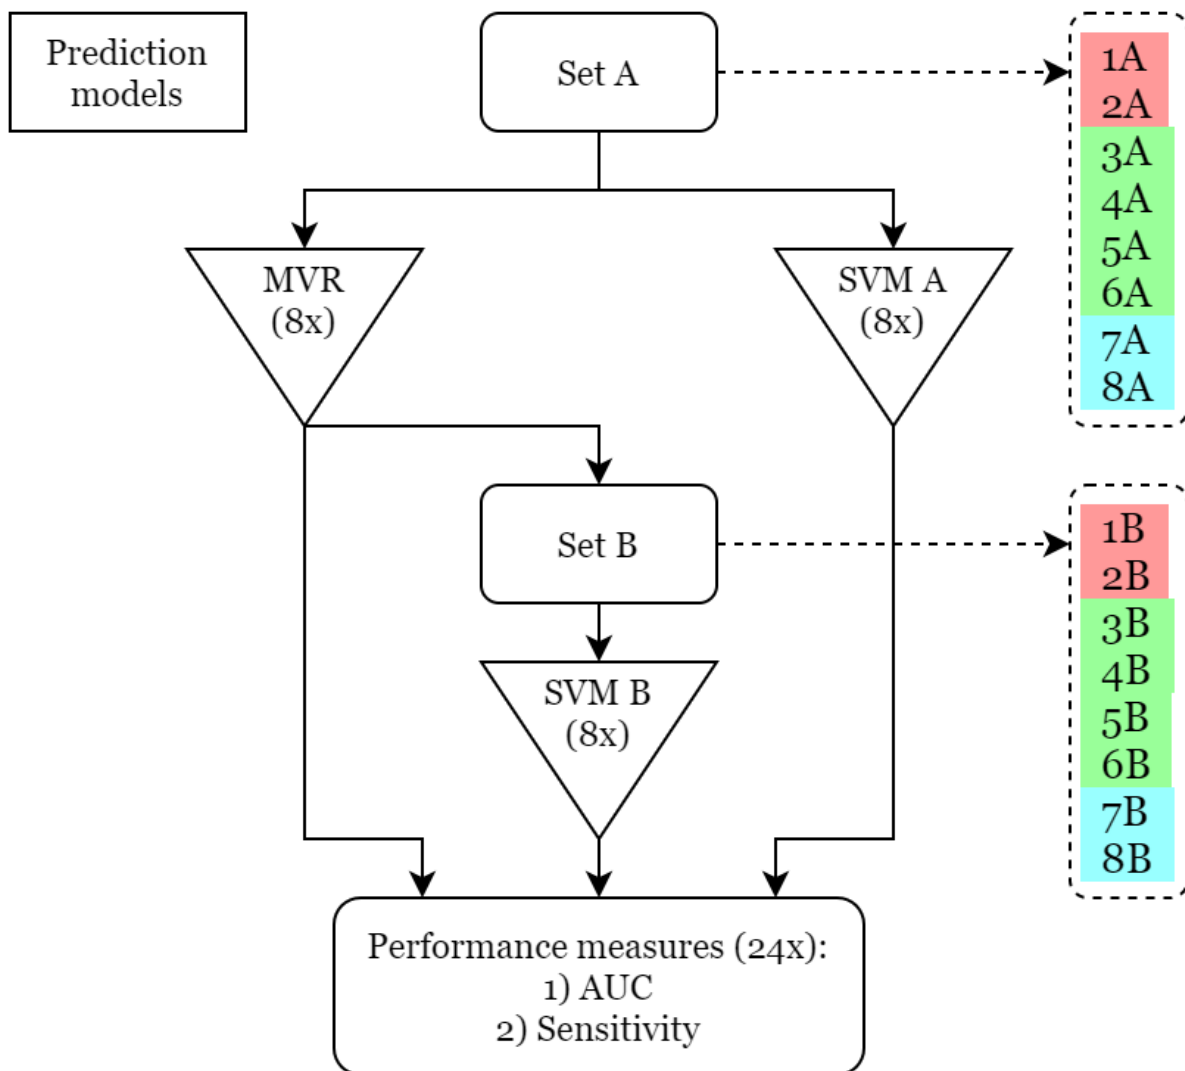 Prediction
models
Set A
1A
2A
3A
4A
5A
6A
7A
8A
MVR
(8x)
SVM A
(8x)
Set B
1B
2B
3B
4B
5B
6B
7B
8B
SVM B
(8x)
Performance measures (24x):
1) AUC
2) Sensitivity